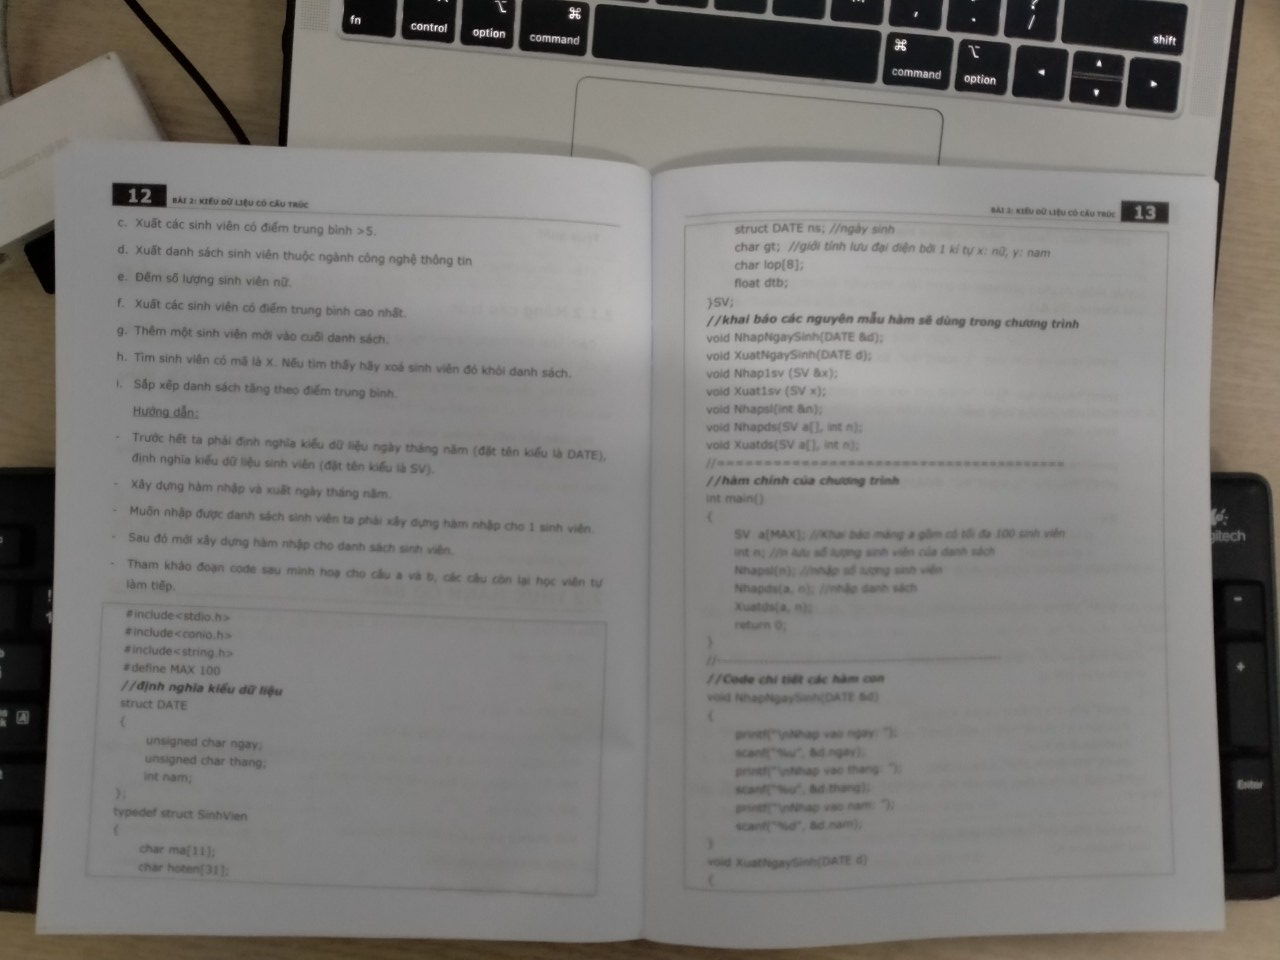 fn
control
option
⌘
command
⌘
command
option
?
/
shift
12 BÀI 2: KIỂU DỮ LIỆU CÓ CẤU TRÚC
c. Xuất các sinh viên có điểm trung bình >5.
d. Xuất danh sách sinh viên thuộc ngành công nghệ thông tin
e. Đếm số lượng sinh viên nữ.
f. Xuất các sinh viên có điểm trung bình cao nhất.
g. Thêm một sinh viên mới vào cuối danh sách.
h. Tìm sinh viên có mã là X. Nếu tìm thấy hãy xoá sinh viên đó khỏi danh sách.
i. Sắp xếp danh sách tăng theo điểm trung bình.
Hướng dẫn:
- Trước hết ta phải định nghĩa kiểu dữ liệu ngày tháng năm (đặt tên kiểu là DATE),
định nghĩa kiểu dữ liệu sinh viên (đặt tên kiểu là SV).
- Xây dựng hàm nhập và xuất ngày tháng năm.
- Muốn nhập được danh sách sinh viên ta phải xây dựng hàm nhập cho 1 sinh viên.
- Sau đó mới xây dựng hàm nhập cho danh sách sinh viên.
- Tham khảo đoạn code sau minh hoạ cho câu a và b, các câu còn lại học viên tự
làm tiếp.
#include<stdio.h>
#include<conio.h>
#include<string.h>
#define MAX 100
//định nghĩa kiểu dữ liệu
struct DATE
{
unsigned char ngay;
unsigned char thang;
int nam;
};
typedef struct SinhVien
{
char ma[11];
char hoten[31];
BÀI 2: KIỂU DỮ LIỆU CÓ CẤU TRÚC 13
struct DATE ns; //ngày sinh
char gt; //giới tính lưu đại diện bởi 1 kí tự x: nữ, y: nam
char lop[8];
float dtb;
}SV;
//khai báo các nguyên mẫu hàm sẽ dùng trong chương trình
void NhapNgaySinh(DATE &d);
void XuatNgaySinh(DATE d);
void Nhap1sv (SV &x);
void Xuat1sv (SV x);
void Nhapsl(int &n);
void Nhapds(SV a[], int n);
void Xuatds(SV a[], int n);
//=====================================
//hàm chính của chương trình
int main()
{
SV a[MAX]; //Khai báo mảng a gồm có tối đa 100 sinh viên
int n; //n lưu số lượng sinh viên của danh sách
Nhapsl(n); //nhập số lượng sinh viên
Nhapds(a, n); //nhập danh sách
Xuatds(a, n);
return 0;
}
//-----------------------------------------------
//Code chi tiết các hàm con
void NhapNgaySinh(DATE &d)
{
printf("\nNhap vao ngay: ");
scanf("%u", &d.ngay);
printf("\nNhap vao thang: ");
scanf("%u", &d.thang);
printf("\nNhap vao nam: ");
scanf("%d", &d.nam);
}
void XuatNgaySinh(DATE d)
{
Enter